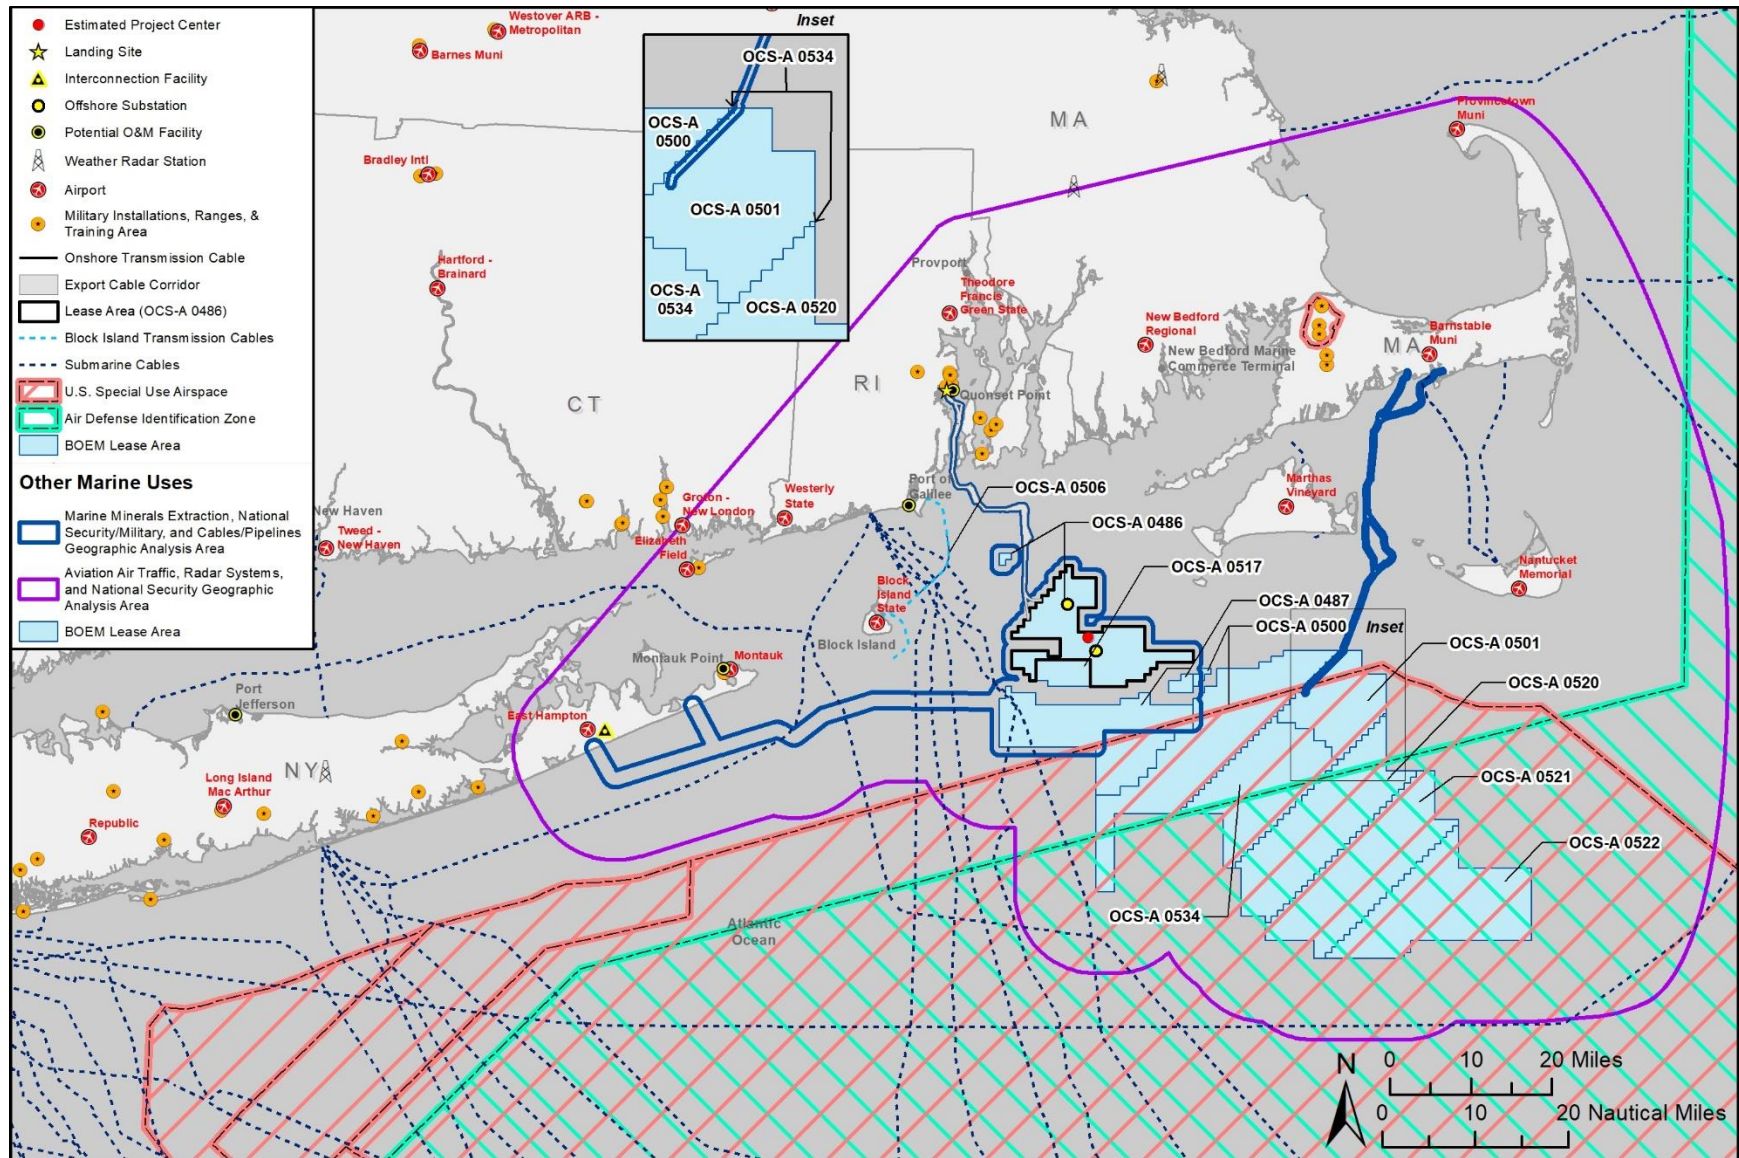 Estimated Project Center
Landing Site
Interconnection Facility
Offshore Substation
Potential O&M Facility
Weather Radar Station
Airport
Military Installations, Ranges, &
Training Area
Onshore Transmission Cable
Export Cable Corridor
Lease Area (OCS-A 0486)
Block Island Transmission Cables
Submarine Cables
U.S. Special Use Airspace
Air Defense Identification Zone
BOEM Lease Area
Other Marine Uses
Marine Minerals Extraction, National
Security/Military, and Cables/Pipelines
Geographic Analysis Area
Aviation Air Traffic, Radar Systems,
and National Security Geographic
Analysis Area
BOEM Lease Area
Westover ARB -
Metropolitan
Barnes Muni
Bradley Intl
Hartford -
Brainard
Inset
OCS-A 0534
OCS-A
0500
OCS-A 0501
OCS-A
0534
OCS-A 0520
MA
Provincetown
Muni
Provport
Theodore
Francis
Green State
New Bedford
Regional
New Bedford Marine
Commerce Terminal
MA
Barnstable
Muni
RI
CT
Quonset Point
New Haven
Tweed -
New Haven
Groton -
New London
Elizabeth
Field
Westerly
State
Port of
Galilee
OCS-A 0506
OCS-A 0486
OCS-A 0517
OCS-A 0487
OCS-A 0500
Inset
OCS-A 0501
OCS-A 0520
OCS-A 0521
OCS-A 0522
OCS-A 0534
Marthas
Vineyard
Nantucket
Memorial
Block
Island
State
Block Island
Montauk Point
Montauk
East Hampton
Port
Jefferson
NY
Long Island
Mac Arthur
Republic
Atlantic
Ocean
N
0 10 20 Miles
0 10 20 Nautical Miles